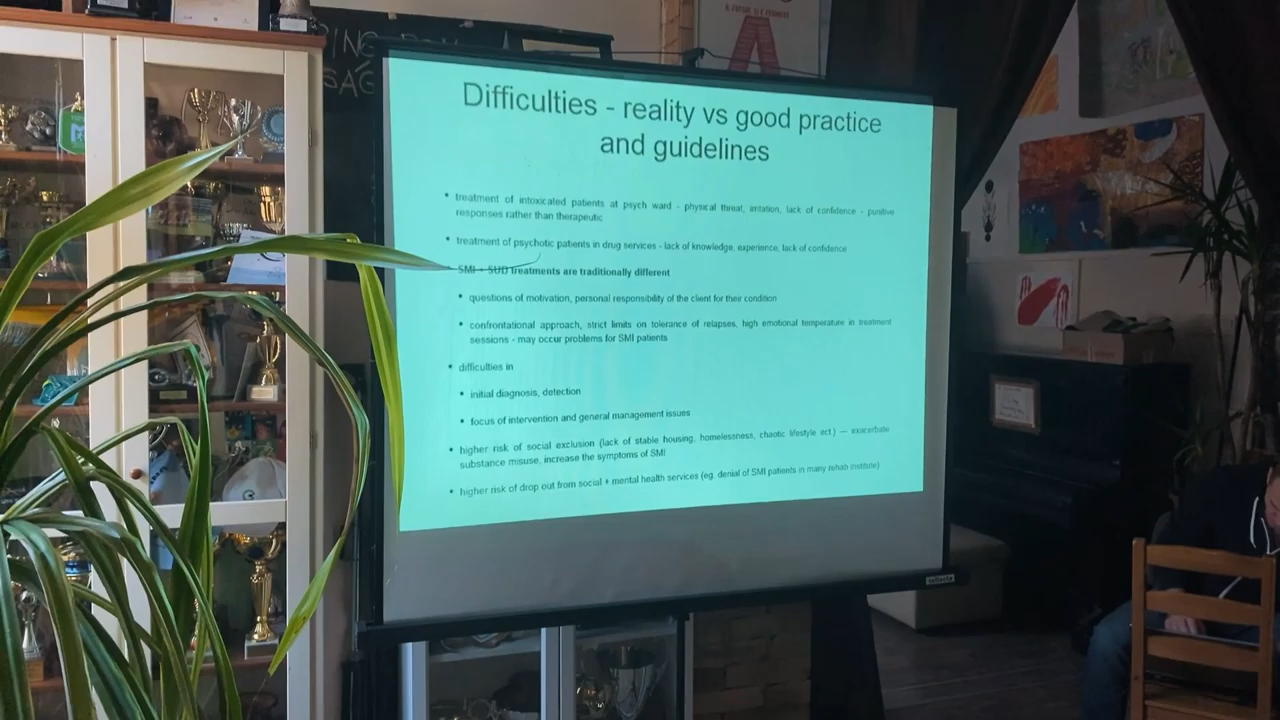 Difficulties - reality vs good practice
and guidelines
• treatment of intoxicated patients at psych ward - physical threat, irritation, lack of confidence - punitive
responses rather than therapeutic
• treatment of psychotic patients in drug services - lack of knowledge, experience, lack of confidence
SMI + SUD treatments are traditionally different
• questions of motivation, personal responsibility of the client for their condition
• confrontational approach, strict limits on tolerance of relapses, high emotional temperature in treatment
sessions - may occur problems for SMI patients
• difficulties in
• initial diagnosis, detection
• focus of intervention and general management issues
• higher risk of social exclusion (lack of stable housing, homelessness, chaotic lifestyle ect.) — exacerbate
substance misuse, increase the symptoms of SMI
• higher risk of drop out from social + mental health services (eg. denial of SMI patients in many rehab institute)